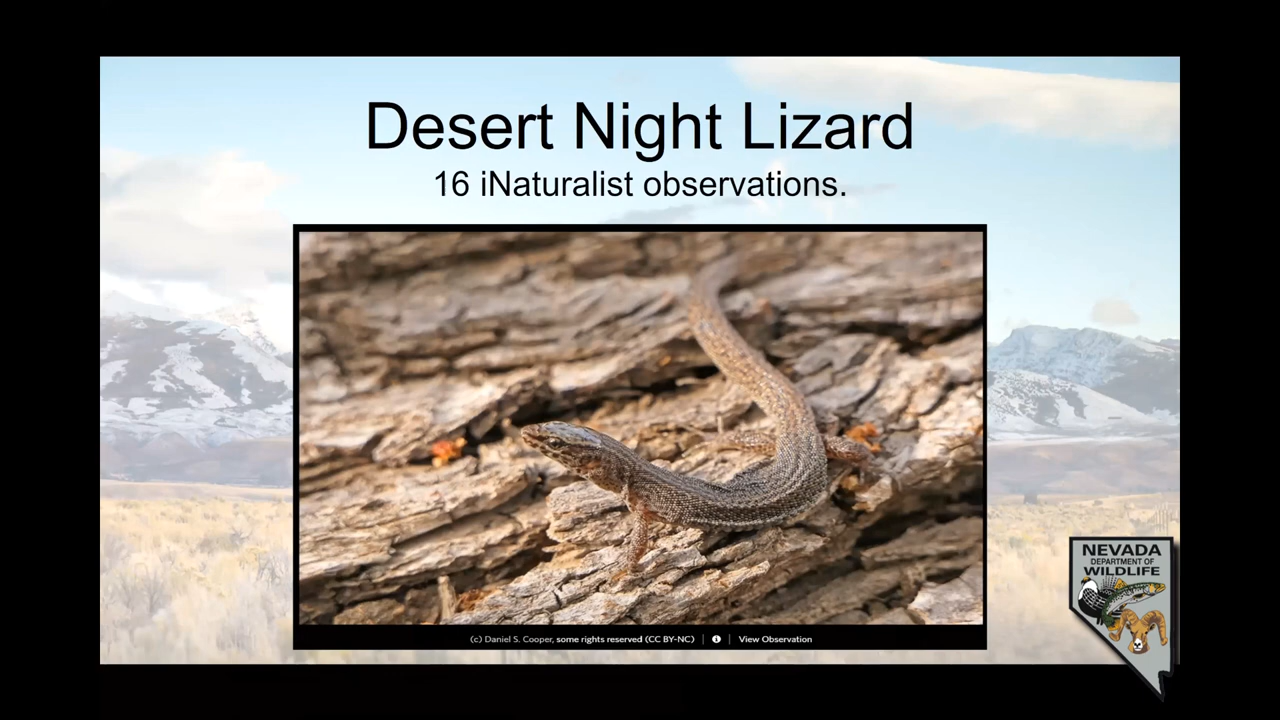 Desert Night Lizard
16 iNaturalist observations.
(c) Daniel S. Cooper, some rights reserved (CC BY-NC) | i | View Observation
NEVADA
DEPARTMENT OF
WILDLIFE